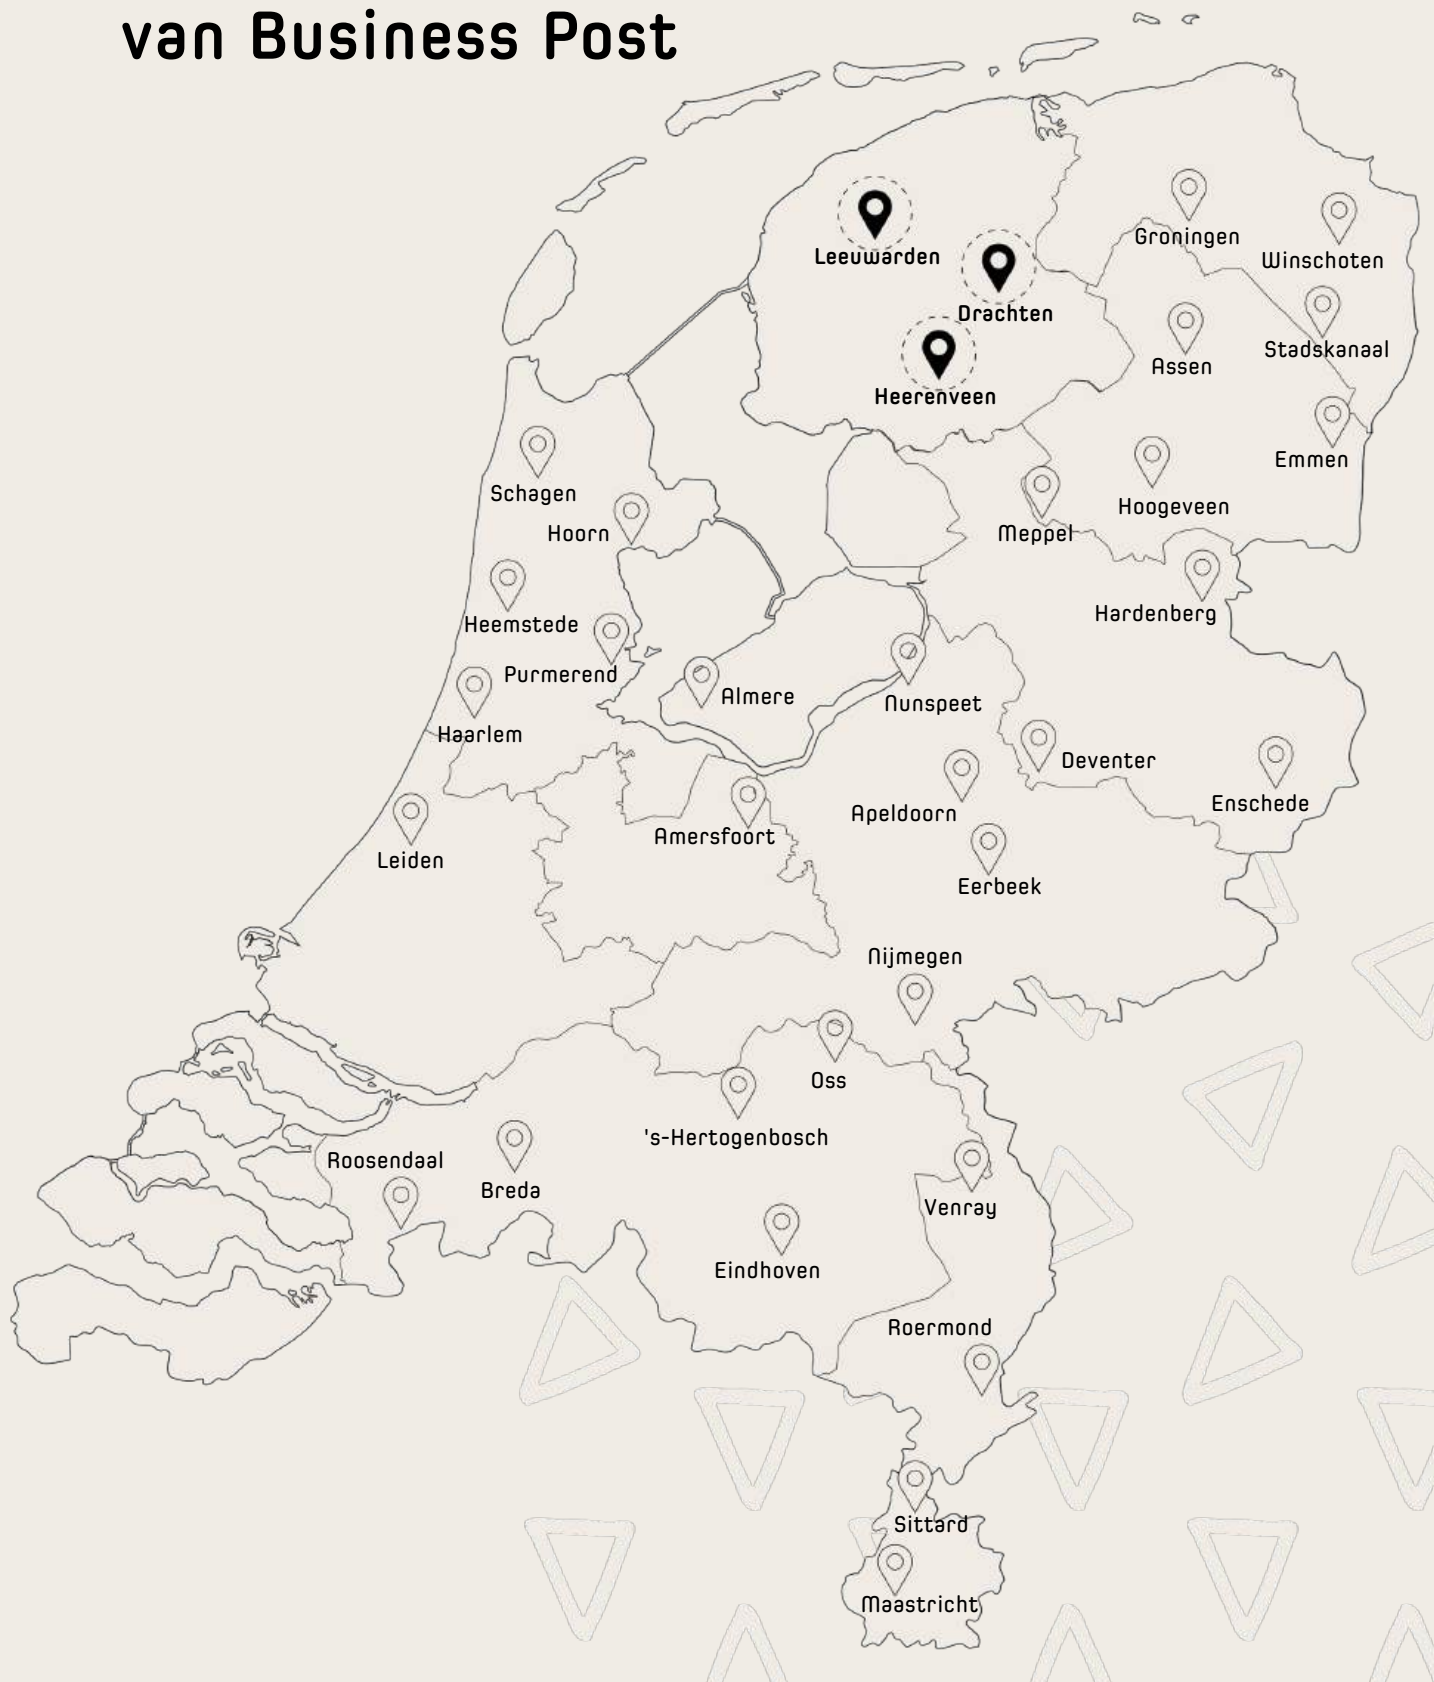 van Business Post
Leeuwarden
Groningen
Winschoten
Drachten
Stadskanaal
Assen
Heerenveen
Emmen
Schagen
Hoogeveen
Hoorn
Meppel
Hardenberg
Heemstede
Purmerend
Almere
Nunspeet
Haarlem
Deventer
Enschede
Apeldoorn
Amersfoort
Leiden
Eerbeek
Nijmegen
Oss
's-Hertogenbosch
Roosendaal
Breda
Venray
Eindhoven
Roermond
Sittard
Maastricht